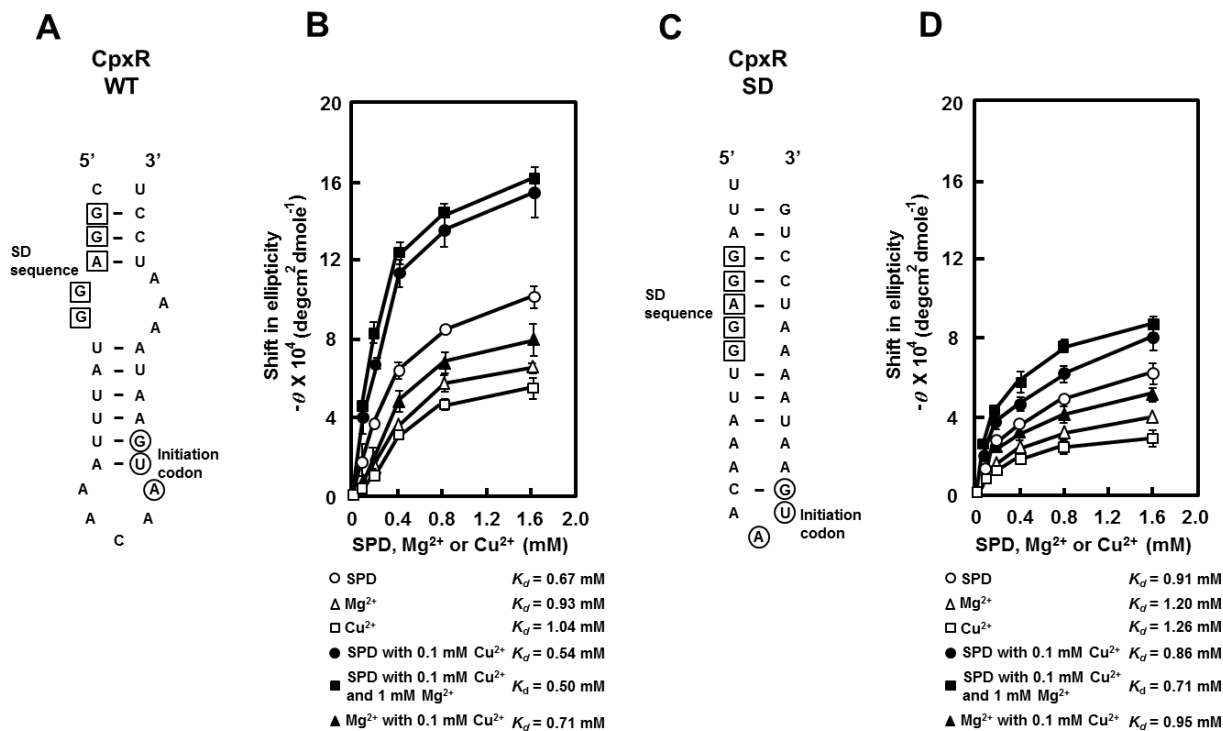 A
CpxR
WT
5’ 3’
C U
G – C
G – C
A – U
SD
sequence
A
G A
G A
U – A
A – U
U – A
U – A
U – G
A – U
Initiation
codon
A A
A A
C
B
Shift in ellipticity
-θ X 10⁴ (degcm² dmole⁻¹)
20
16
12
8
4
0
0 0.4 0.8 1.2 1.6 2.0
SPD, Mg²⁺ or Cu²⁺ (mM)
SPD K_d = 0.67 mM
Mg²⁺ K_d = 0.93 mM
Cu²⁺ K_d = 1.04 mM
SPD with 0.1 mM Cu²⁺ K_d = 0.54 mM
SPD with 0.1 mM Cu²⁺
and 1 mM Mg²⁺ K_d = 0.50 mM
Mg²⁺ with 0.1 mM Cu²⁺ K_d = 0.71 mM
C
CpxR
SD
5’ 3’
U
U – G
A – U
G – C
G – C
SD
sequence
A – U
G A
G A
U – A
U – A
A – U
A A
A A
C – G
A U
Initiation
codon
A
D
Shift in ellipticity
-θ X 10⁴ (degcm² dmole⁻¹)
20
16
12
8
4
0
0 0.4 0.8 1.2 1.6 2.0
SPD, Mg²⁺ or Cu²⁺ (mM)
SPD K_d = 0.91 mM
Mg²⁺ K_d = 1.20 mM
Cu²⁺ K_d = 1.26 mM
SPD with 0.1 mM Cu²⁺ K_d = 0.86 mM
SPD with 0.1 mM Cu²⁺
and 1 mM Mg²⁺ K_d = 0.71 mM
Mg²⁺ with 0.1 mM Cu²⁺ K_d = 0.95 mM